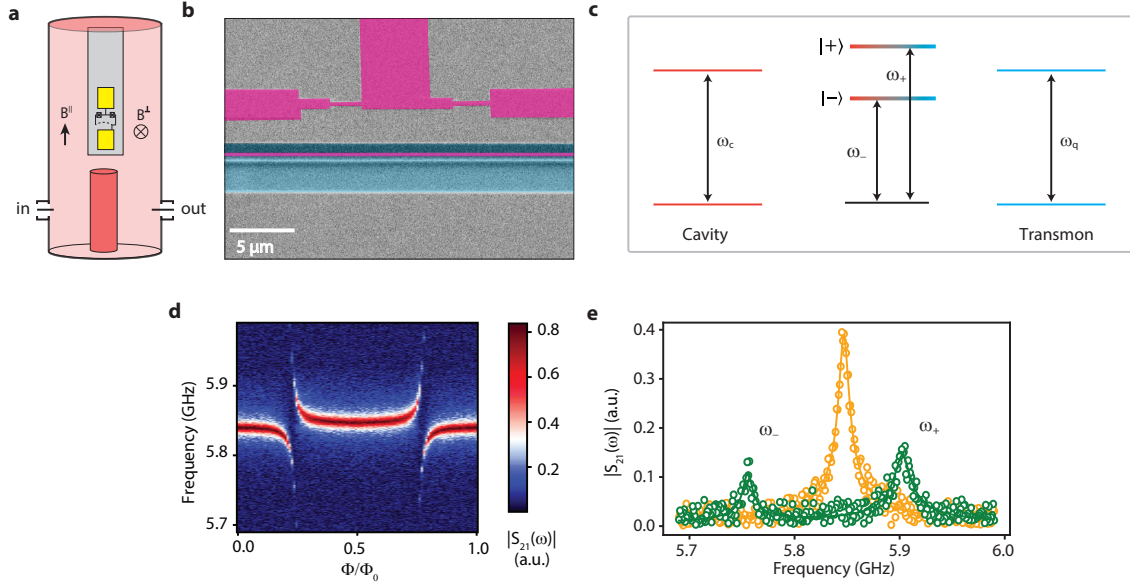 a
B||
B⊥
in
out
b
5 µm
c
|+⟩
|−⟩
ω₊
ω₋
ω_c
ω_q
Cavity
Transmon
d
Frequency (GHz)
5.9
5.8
5.7
0.0
0.5
1.0
Φ/Φ₀
0.8
0.6
0.4
0.2
|S₂₁(ω)|
(a.u.)
e
|S₂₁(ω)| (a.u.)
0.4
0.3
0.2
0.1
0.0
ω₋
ω₊
5.7
5.8
5.9
6.0
Frequency (GHz)